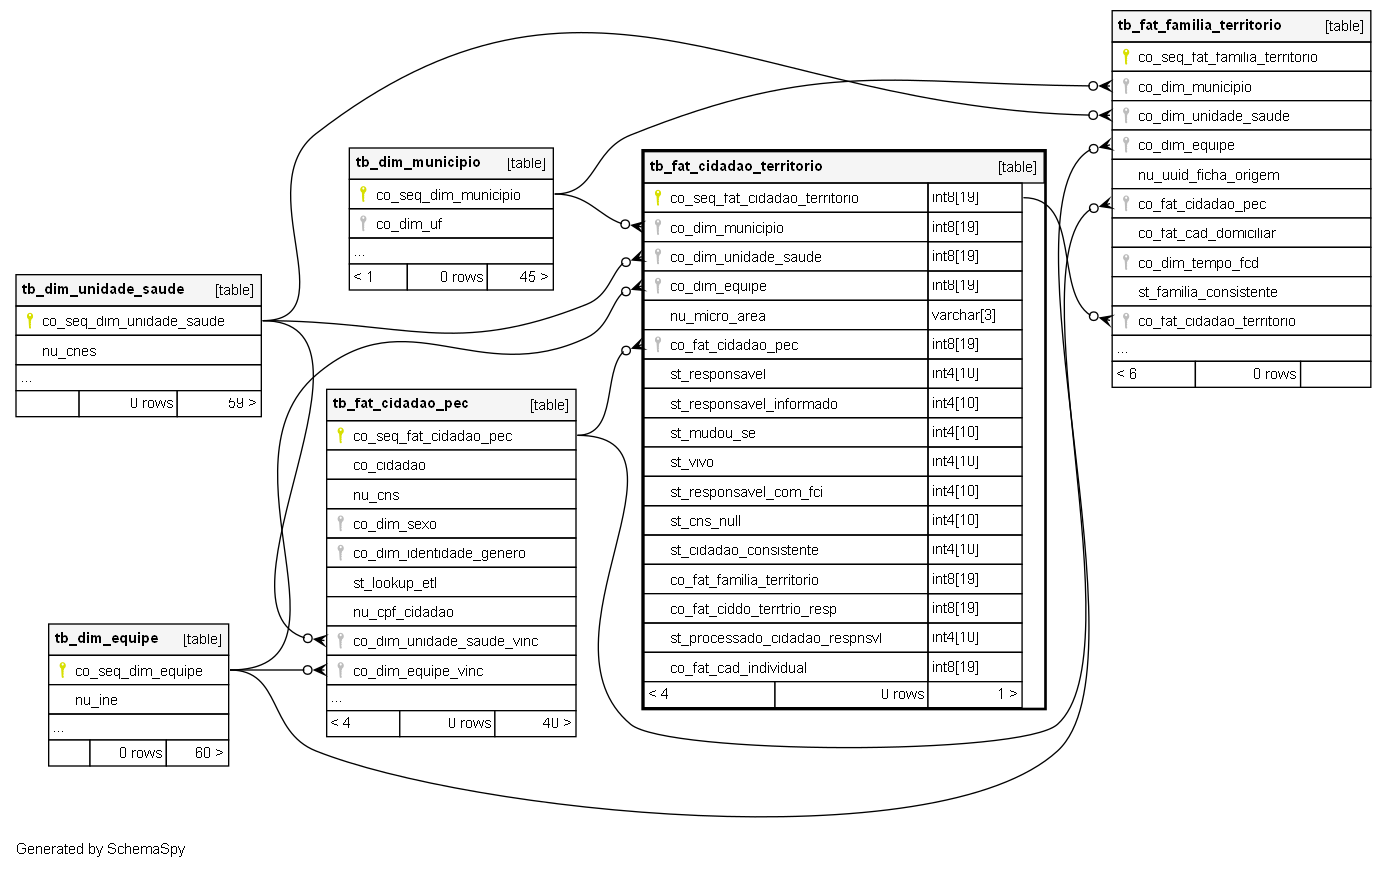 tb_fat_familia_territorio [table]
co_seq_fat_familia_territorio
co_dim_municipio
co_dim_unidade_saude
co_dim_equipe
nu_uuid_ficha_origem
co_fat_cidadao_pec
co_fat_cad_domiciliar
co_dim_tempo_fcd
st_familia_consistente
co_fat_cidadao_territorio
...
< 6 0 rows
tb_dim_municipio [table]
co_seq_dim_municipio
co_dim_uf
...
< 1 0 rows 45 >
tb_fat_cidadao_territorio [table]
co_seq_fat_cidadao_territorio int8[19]
co_dim_municipio int8[19]
co_dim_unidade_saude int8[19]
co_dim_equipe int8[19]
nu_micro_area varchar[3]
co_fat_cidadao_pec int8[19]
st_responsavel int4[10]
st_responsavel_informado int4[10]
st_mudou_se int4[10]
st_vivo int4[10]
st_responsavel_com_fci int4[10]
st_cns_null int4[10]
st_cidadao_consistente int4[10]
co_fat_familia_territorio int8[19]
co_fat_ciddo_terrtrio_resp int8[19]
st_processado_cidadao_respnsvl int4[10]
co_fat_cad_individual int8[19]
< 4 0 rows 1 >
tb_dim_unidade_saude [table]
co_seq_dim_unidade_saude
nu_cnes
...
0 rows 59 >
tb_fat_cidadao_pec [table]
co_seq_fat_cidadao_pec
co_cidadao
nu_cns
co_dim_sexo
co_dim_identidade_genero
st_lookup_etl
nu_cpf_cidadao
co_dim_unidade_saude_vinc
co_dim_equipe_vinc
...
< 4 0 rows 40 >
tb_dim_equipe [table]
co_seq_dim_equipe
nu_ine
...
0 rows 60 >
Generated by SchemaSpy